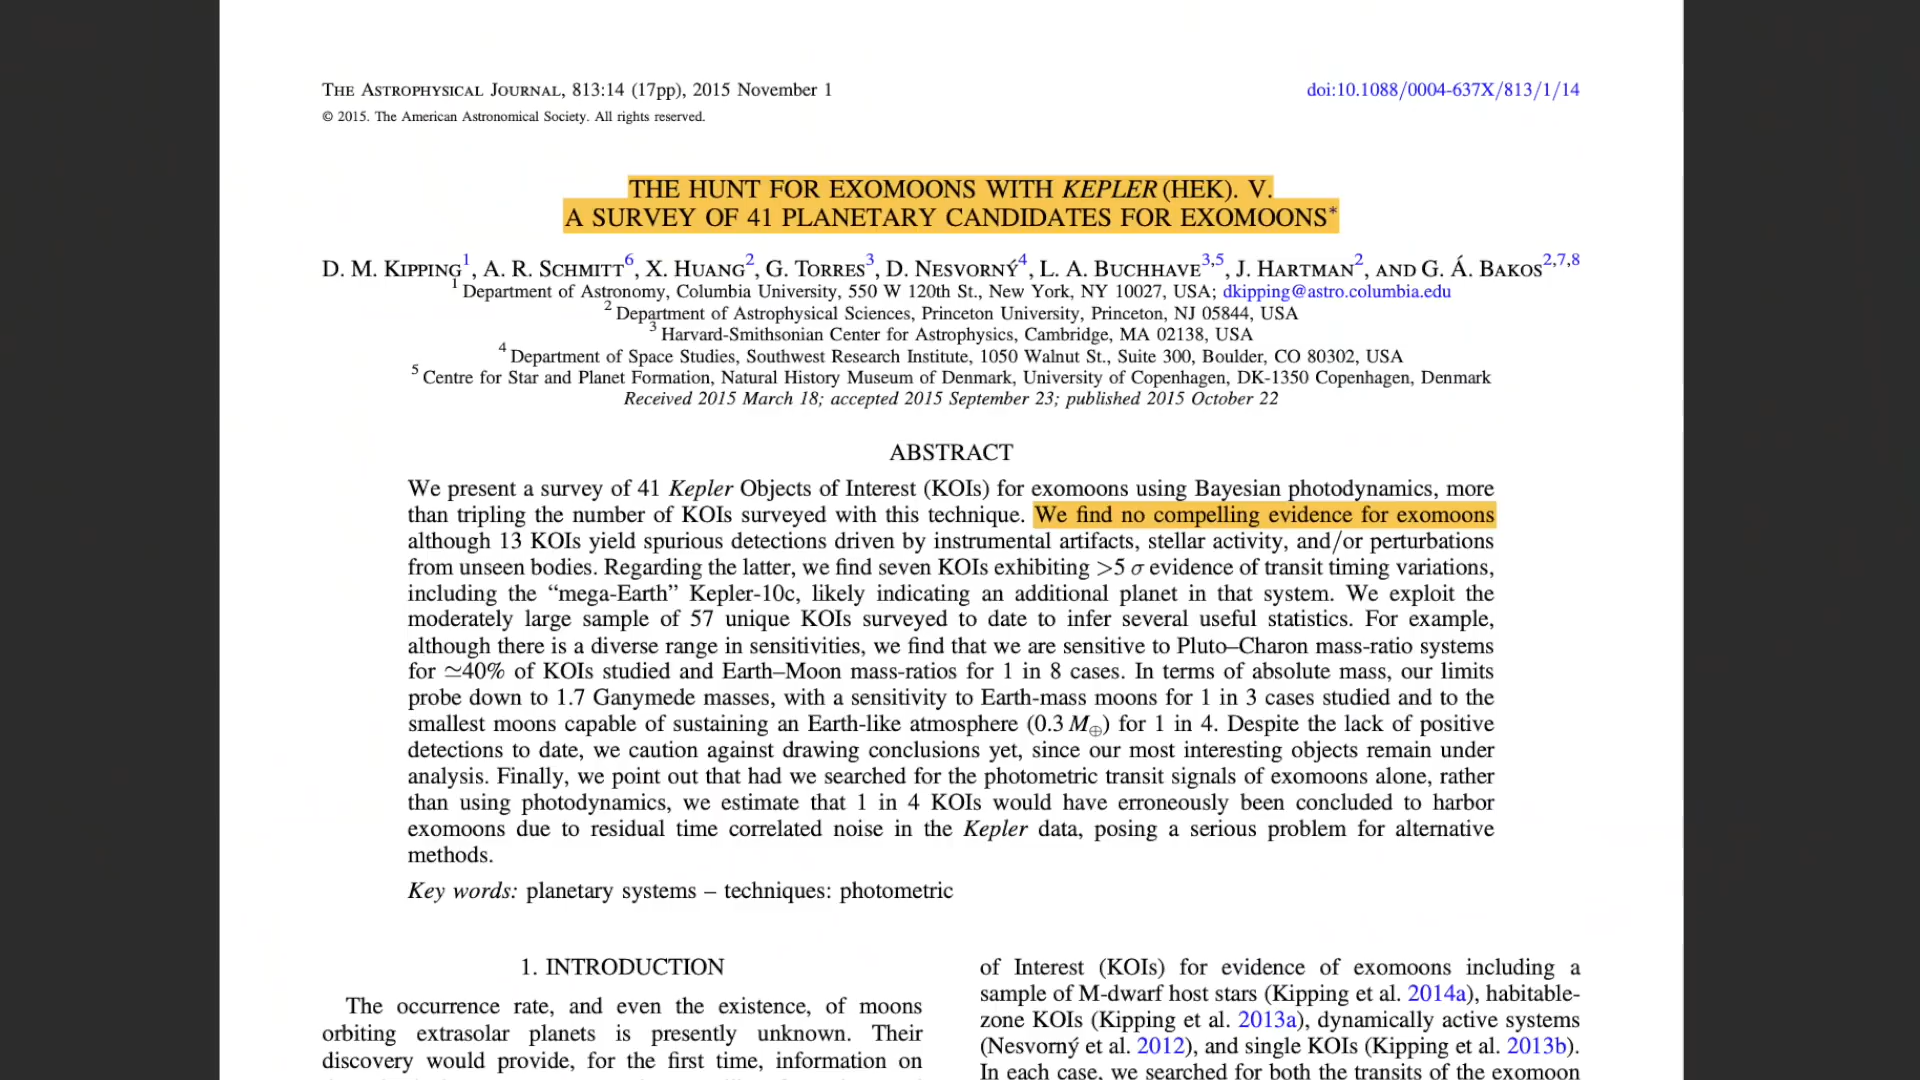 THE ASTROPHYSICAL JOURNAL, 813:14 (17pp), 2015 November 1
doi:10.1088/0004-637X/813/1/14
© 2015. The American Astronomical Society. All rights reserved.
THE HUNT FOR EXOMOONS WITH KEPLER (HEK). V.
A SURVEY OF 41 PLANETARY CANDIDATES FOR EXOMOONS*
D. M. KIPPING1, A. R. SCHMITT6, X. HUANG2, G. TORRES3, D. NESVORNÝ4, L. A. BUCHHAVE3,5, J. HARTMAN2, AND G. Á. BAKOS2,7,8
1 Department of Astronomy, Columbia University, 550 W 120th St., New York, NY 10027, USA; dkipping@astro.columbia.edu
2 Department of Astrophysical Sciences, Princeton University, Princeton, NJ 05844, USA
3 Harvard-Smithsonian Center for Astrophysics, Cambridge, MA 02138, USA
4 Department of Space Studies, Southwest Research Institute, 1050 Walnut St., Suite 300, Boulder, CO 80302, USA
5 Centre for Star and Planet Formation, Natural History Museum of Denmark, University of Copenhagen, DK-1350 Copenhagen, Denmark
Received 2015 March 18; accepted 2015 September 23; published 2015 October 22
ABSTRACT
We present a survey of 41 Kepler Objects of Interest (KOIs) for exomoons using Bayesian photodynamics, more
than tripling the number of KOIs surveyed with this technique. We find no compelling evidence for exomoons
although 13 KOIs yield spurious detections driven by instrumental artifacts, stellar activity, and/or perturbations
from unseen bodies. Regarding the latter, we find seven KOIs exhibiting >5 σ evidence of transit timing variations,
including the “mega-Earth” Kepler-10c, likely indicating an additional planet in that system. We exploit the
moderately large sample of 57 unique KOIs surveyed to date to infer several useful statistics. For example,
although there is a diverse range in sensitivities, we find that we are sensitive to Pluto–Charon mass-ratio systems
for ≃40% of KOIs studied and Earth–Moon mass-ratios for 1 in 8 cases. In terms of absolute mass, our limits
probe down to 1.7 Ganymede masses, with a sensitivity to Earth-mass moons for 1 in 3 cases studied and to the
smallest moons capable of sustaining an Earth-like atmosphere (0.3 M⊕) for 1 in 4. Despite the lack of positive
detections to date, we caution against drawing conclusions yet, since our most interesting objects remain under
analysis. Finally, we point out that had we searched for the photometric transit signals of exomoons alone, rather
than using photodynamics, we estimate that 1 in 4 KOIs would have erroneously been concluded to harbor
exomoons due to residual time correlated noise in the Kepler data, posing a serious problem for alternative
methods.
Key words: planetary systems – techniques: photometric
1. INTRODUCTION
The occurrence rate, and even the existence, of moons
orbiting extrasolar planets is presently unknown. Their
discovery would provide, for the first time, information on
of Interest (KOIs) for evidence of exomoons including a
sample of M-dwarf host stars (Kipping et al. 2014a), habitable-
zone KOIs (Kipping et al. 2013a), dynamically active systems
(Nesvorný et al. 2012), and single KOIs (Kipping et al. 2013b).
In each case, we searched for both the transits of the exomoon